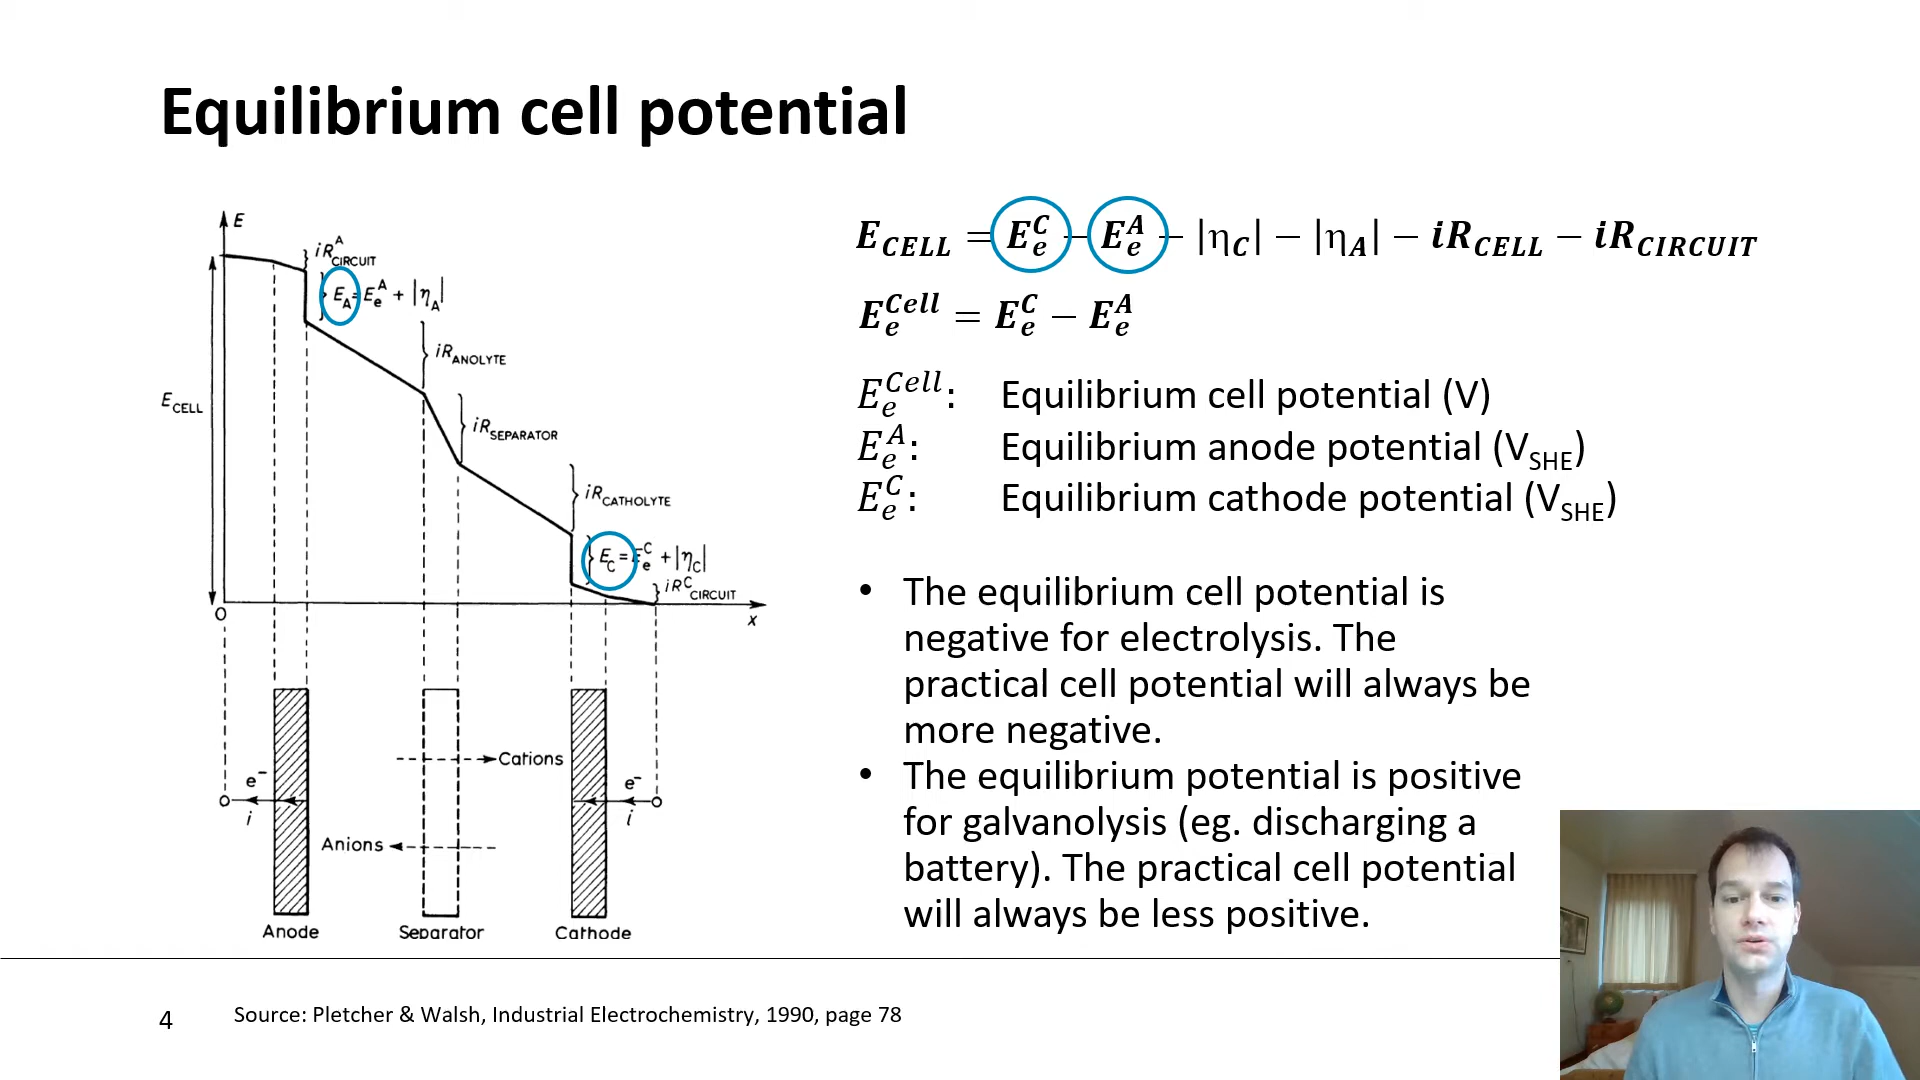 Equilibrium cell potential
E
iR^A_CIRCUIT
E_A = E_e^A + |η_A|
iR_ANOLYTE
E_CELL
iR_SEPARATOR
iR_CATHOLYTE
E_C = E_e^C + |η_C|
iR^C_CIRCUIT
O
x
Cations
e⁻
e⁻
i
i
Anions
Anode
Separator
Cathode
E_CELL = E_e^C − E_e^A − |η_C| − |η_A| − iR_CELL − iR_CIRCUIT
E_e^Cell = E_e^C − E_e^A
E_e^Cell: Equilibrium cell potential (V)
E_e^A: Equilibrium anode potential (V_SHE)
E_e^C: Equilibrium cathode potential (V_SHE)
• The equilibrium cell potential is
negative for electrolysis. The
practical cell potential will always be
more negative.
• The equilibrium potential is positive
for galvanolysis (eg. discharging a
battery). The practical cell potential
will always be less positive.
4
Source: Pletcher & Walsh, Industrial Electrochemistry, 1990, page 78